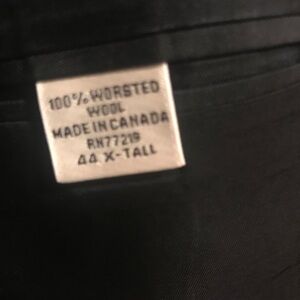 100% WORSTED
WOOL
MADE IN CANADA
RN77219
44 X-TALL